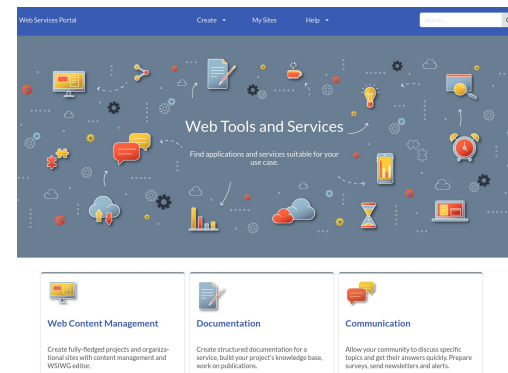 Web Services Portal
Create
My Sites
Help
Search
Web Tools and Services
Find applications and services suitable for your
use case.
Web Content Management
Create fully-fledged projects and organiza-
tional sites with content management and
WSIWG editor.
Documentation
Create structured documentation for a
service, build your project's knowledge base,
work on publications.
Communication
Allow your community to discuss specific
topics and get their answers quickly. Prepare
surveys, send newsletters and alerts.